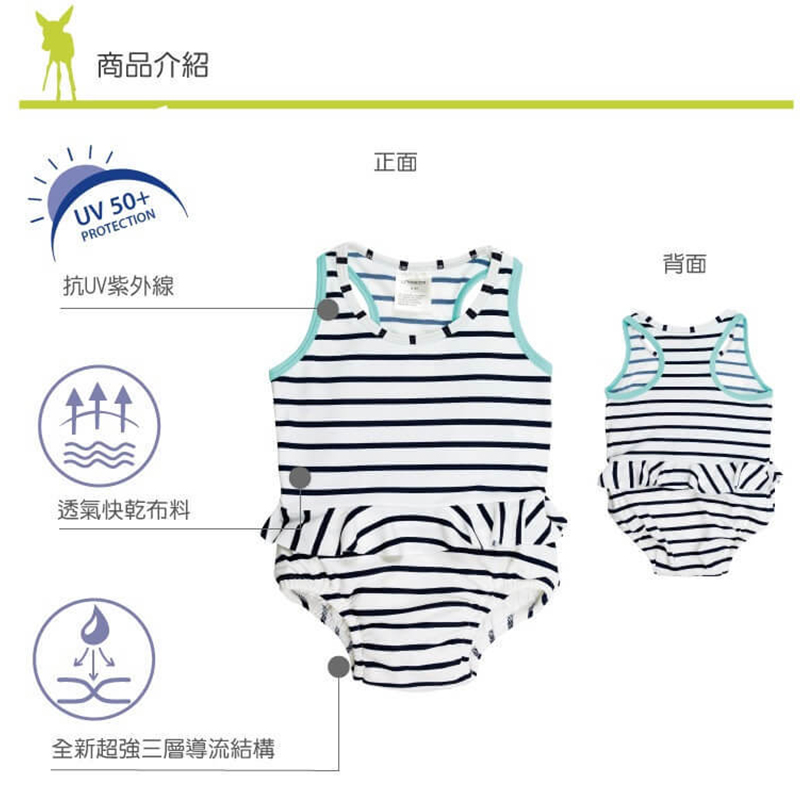 商品介紹
正面
UV 50+
PROTECTION
抗UV紫外線
背面
透氣快乾布料
全新超強三層導流結構